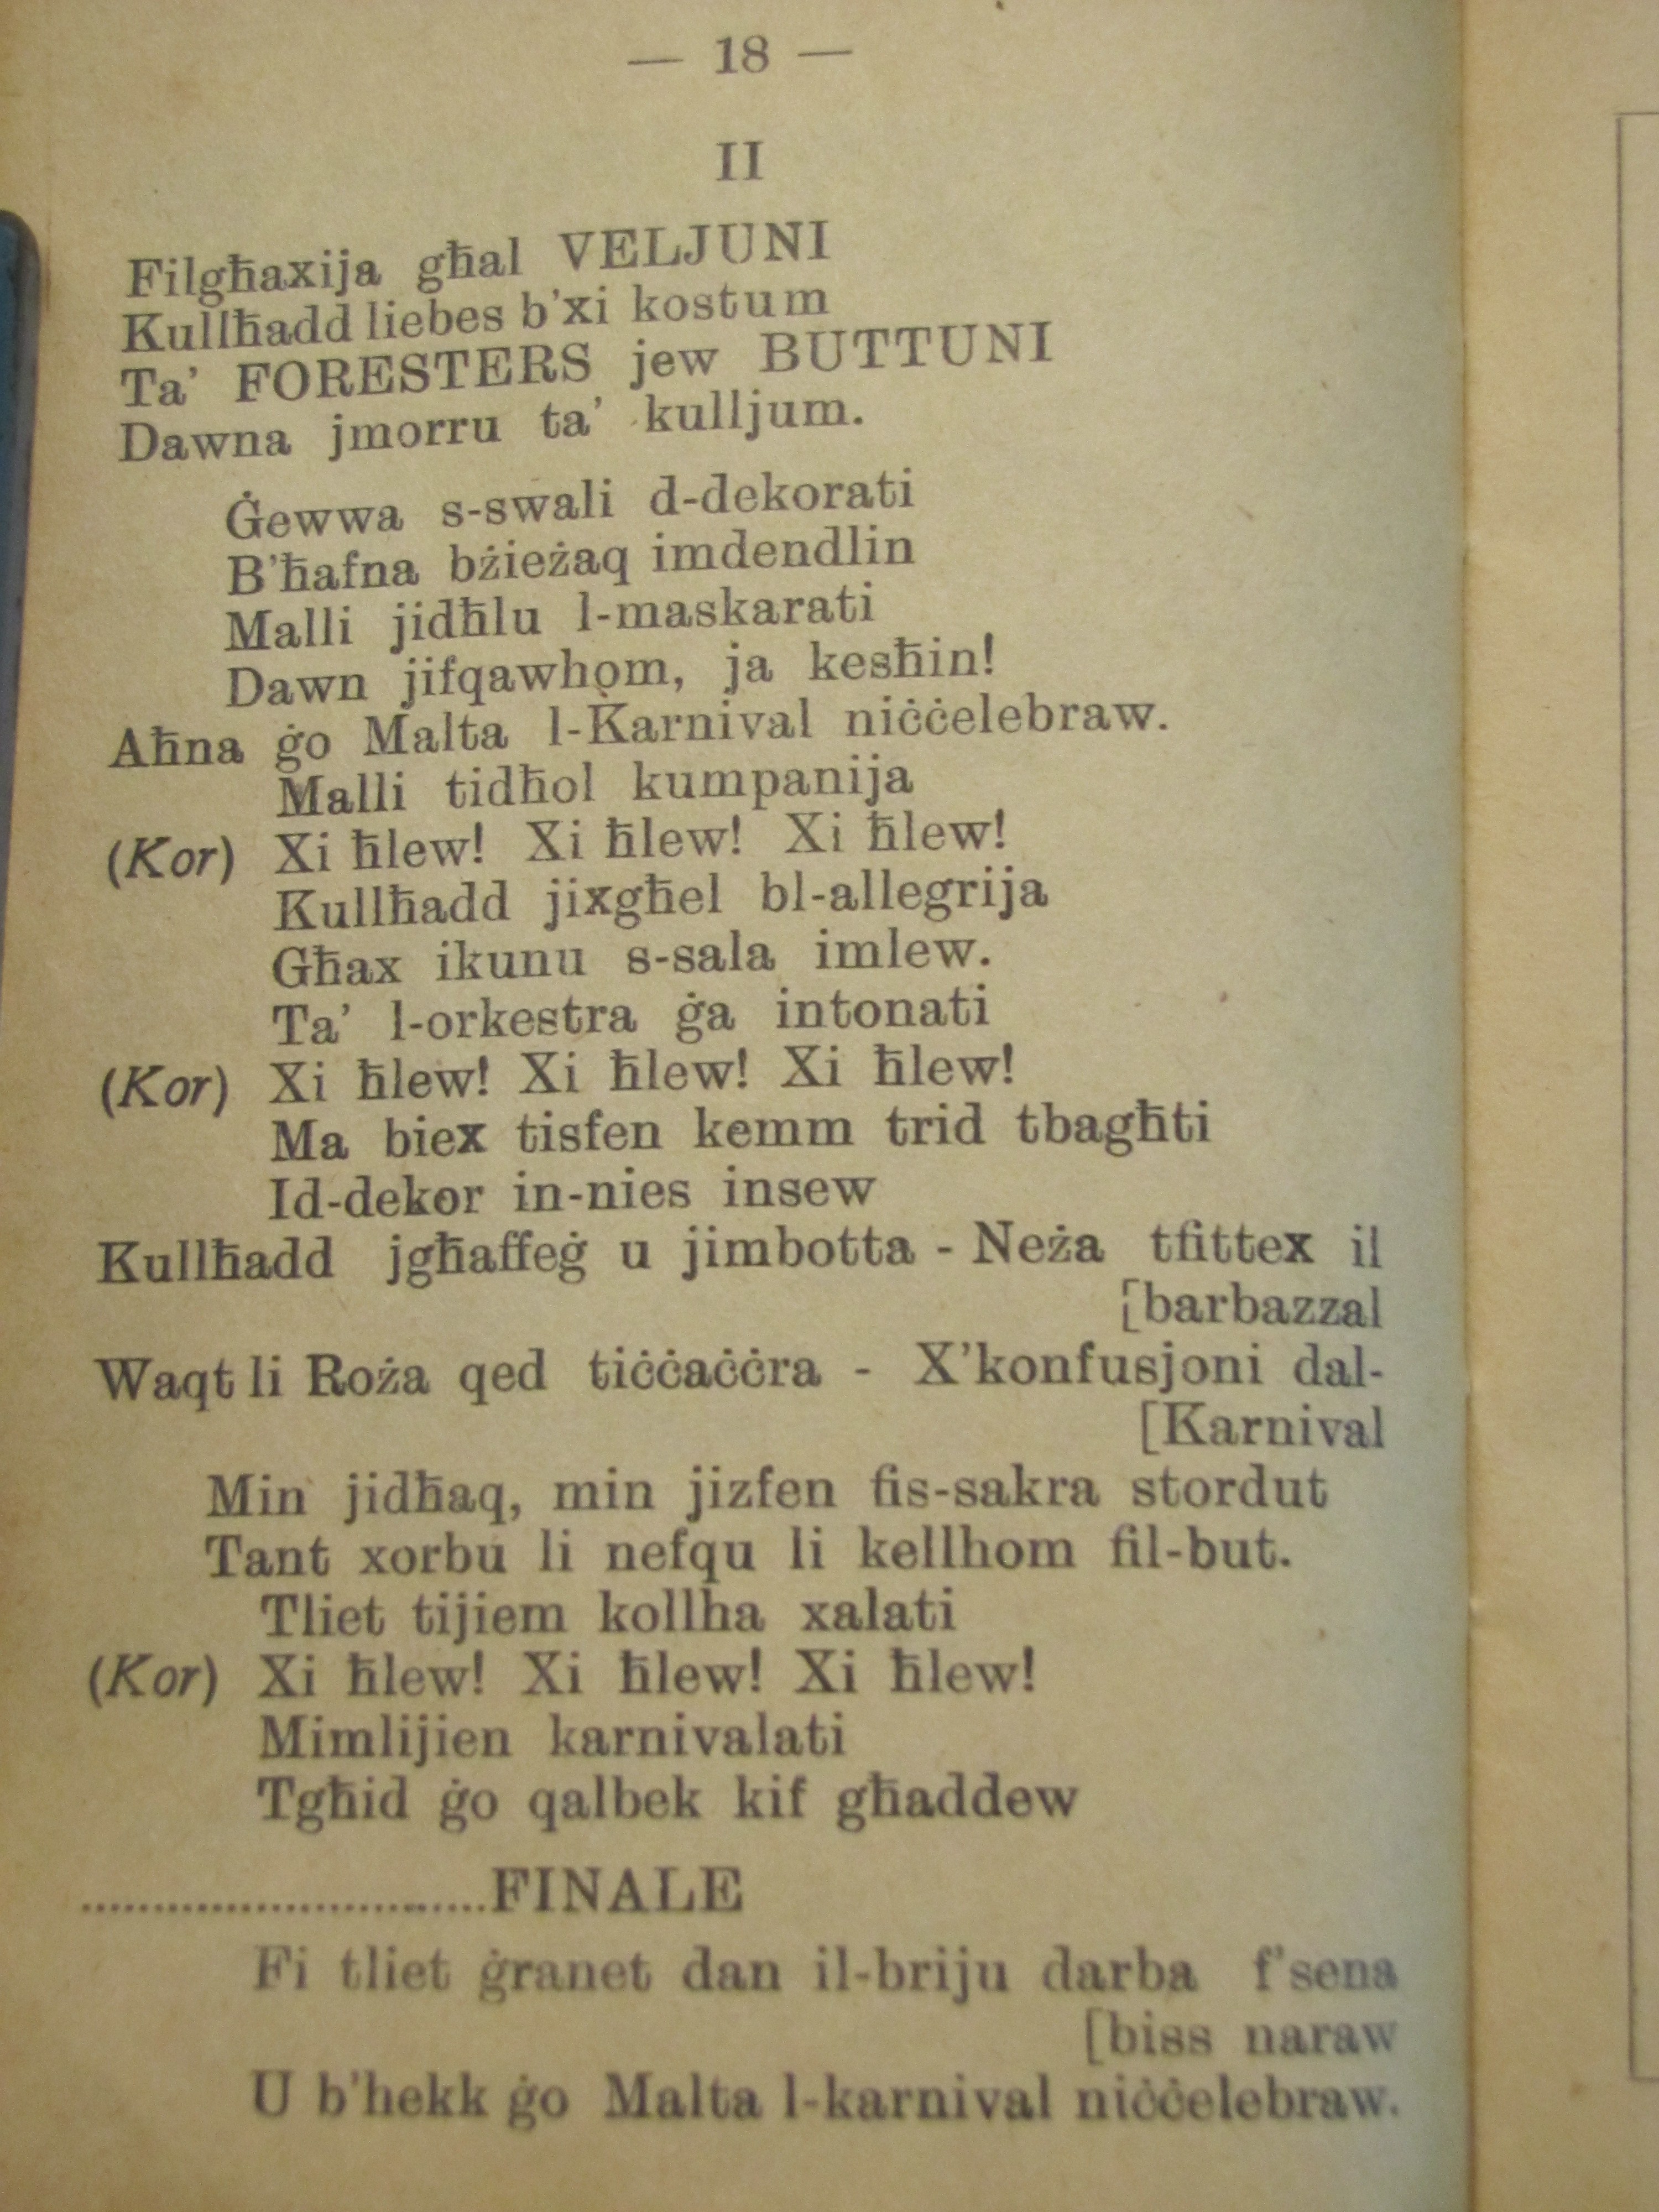 — 18 —
II
Filgħaxija għal VELJUNI
Kullħadd liebes b'xi kostum
Ta' FORESTERS jew BUTTUNI
Dawna jmorru ta' kulljum.
Ġewwa s-swali d-dekorati
B'ħafna bżieżaq imdendlin
Malli jidħlu l-maskarati
Dawn jifqawhom, ja kesħin!
Aħna ġo Malta l-Karnival niċċelebraw.
Malli tidħol kumpanija
(Kor) Xi ħlew! Xi ħlew! Xi ħlew!
Kullħadd jixgħel bl-allegrija
Għax ikunu s-sala imlew.
Ta' l-orkestra ġa intonati
(Kor) Xi ħlew! Xi ħlew! Xi ħlew!
Ma biex tisfen kemm trid tbagħti
Id-dekor in-nies insew
Kullħadd jgħaffeġ u jimbotta - Neża tfittex il
[barbazzal
Waqt li Roża qed tiċċaċċra - X'konfusjoni dal-
[Karnival
Min jidħaq, min jizfen fis-sakra stordut
Tant xorbu li nefqu li kellhom fil-but.
Tliet tijiem kollha xalati
(Kor) Xi ħlew! Xi ħlew! Xi ħlew!
Mimlijien karnivalati
Tgħid ġo qalbek kif għaddew
............................FINALE
Fi tliet ġranet dan il-briju darba f'sena
[biss naraw
U b'hekk ġo Malta l-karnival niċċelebraw.